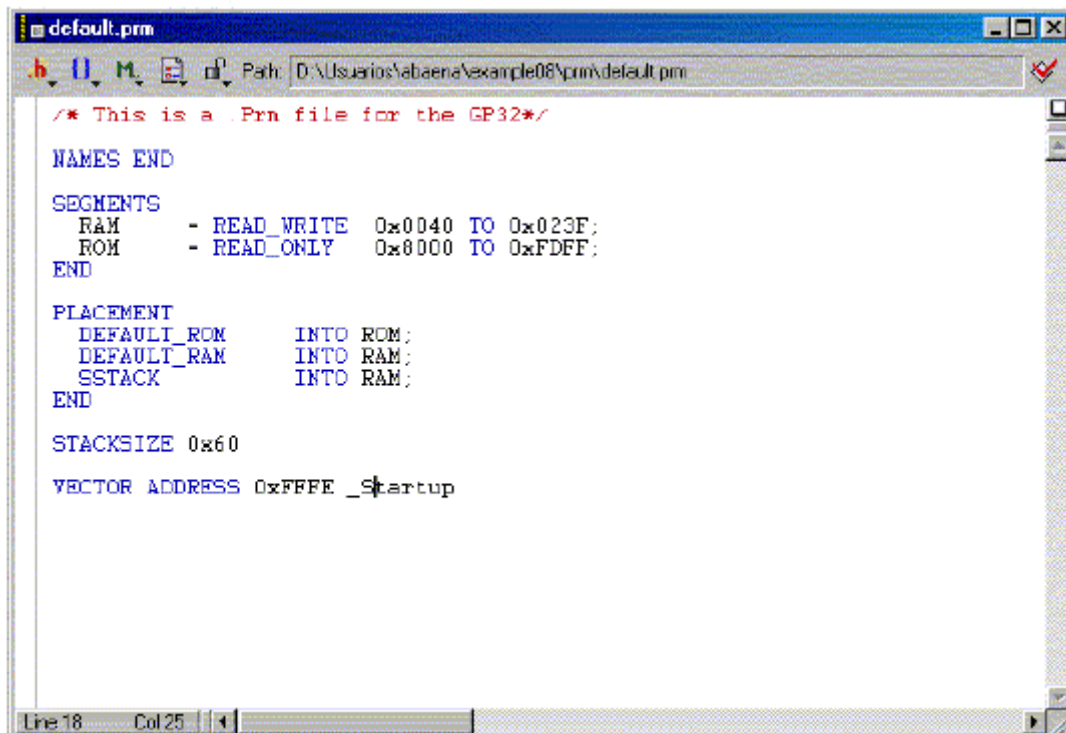 default.prm
.h {} M Path: D:\Usuarios\abaena\example08\prm\default.prm
/* This is a .Prm file for the GP32*/
NAMES END
SEGMENTS
RAM = READ_WRITE 0x0040 TO 0x023F;
ROM = READ_ONLY 0x8000 TO 0xFDFF;
END
PLACEMENT
DEFAULT_ROM INTO ROM;
DEFAULT_RAM INTO RAM;
SSTACK INTO RAM;
END
STACKSIZE 0x60
VECTOR ADDRESS 0xFFFE _Startup
Line 18 Col 25